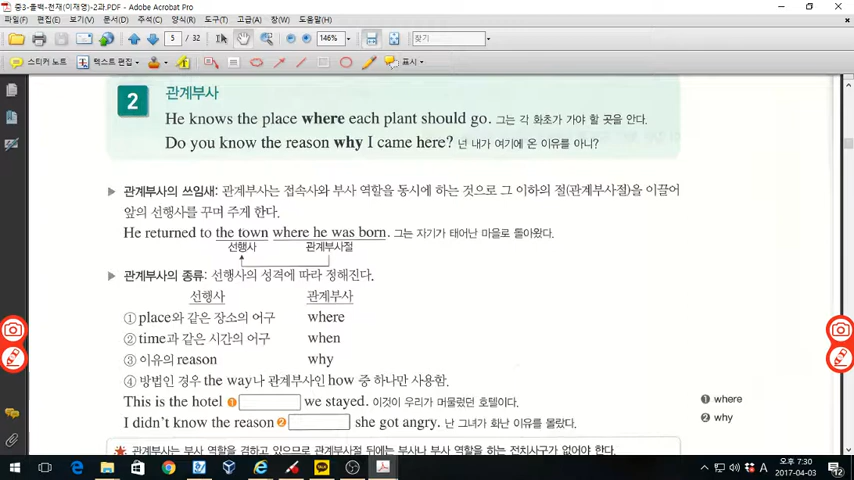 중3-출백-천재(이재영)-2과.PDF - Adobe Acrobat Pro
파일(F) 편집(E) 보기(V) 문서(D) 주석(C) 양식(R) 도구(T) 고급(A) 창(W) 도움말(H)
5 / 32 146% 찾기
스티커 노트 텍스트 편집 표시
2 관계부사
He knows the place where each plant should go. 그는 각 화초가 가야 할 곳을 안다.
Do you know the reason why I came here? 넌 내가 여기에 온 이유를 아니?
▶ 관계부사의 쓰임새: 관계부사는 접속사와 부사 역할을 동시에 하는 것으로 그 이하의 절(관계부사절)을 이끌어
앞의 선행사를 꾸며 주게 한다.
He returned to the town where he was born. 그는 자기가 태어난 마을로 돌아왔다.
선행사 관계부사절
▶ 관계부사의 종류: 선행사의 성격에 따라 정해진다.
선행사 관계부사
① place와 같은 장소의 어구 where
② time과 같은 시간의 어구 when
③ 이유의 reason why
④ 방법인 경우 the way나 관계부사인 how 중 하나만 사용함.
This is the hotel ❶ we stayed. 이것이 우리가 머물렀던 호텔이다. ❶ where
I didn't know the reason ❷ she got angry. 난 그녀가 화난 이유를 몰랐다. ❷ why
관계부사는 부사 역할을 겸하고 있으므로 관계부사절 뒤에는 부사나 부사 역할을 하는 전치사구가 없어야 한다.
A 오후 7:30
2017-04-03
12